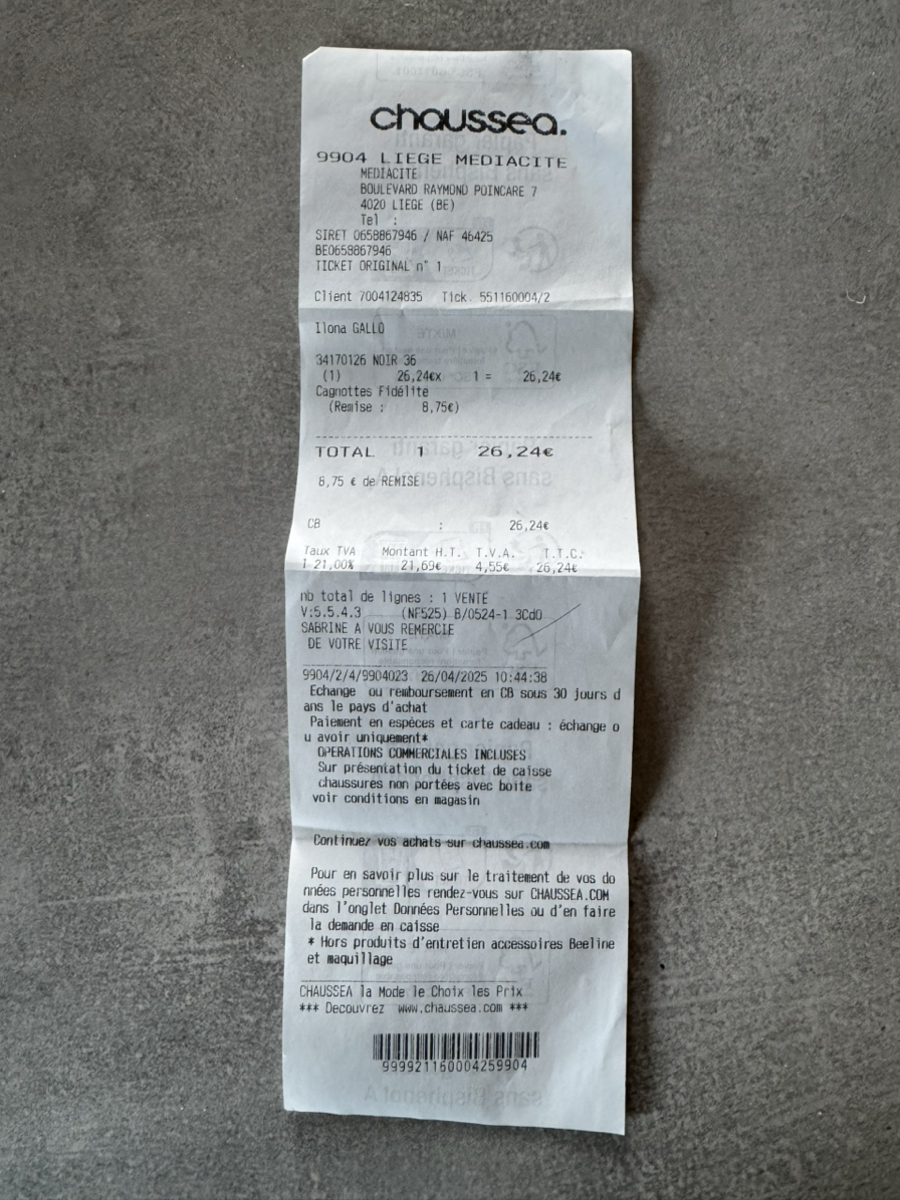 chaussea.
9904 LIEGE MEDIACITE
MEDIACITE
BOULEVARD RAYMOND POINCARE 7
4020 LIEGE (BE)
Tel :
SIRET 0658867946 / NAF 46425
BE0658867946
TICKET ORIGINAL n° 1
Client 7004124835 Tick. 551160004/2
Ilona GALLO
34170126 NOIR 36
(1) 26,24€x 1 = 26,24€
Cagnottes Fidélite
(Remise : 8,75€)
TOTAL 1 26,24€
8,75 € de REMISE
CB : 26,24€
Taux TVA Montant H.T. T.V.A. T.T.C.
1 21,00% 21,69€ 4,55€ 26,24€
nb total de lignes : 1 VENTE
V:5.5.4.3 (NF525) B/0524-1 3CdO
SABRINE A VOUS REMERCIE
DE VOTRE VISITE
9904/2/4/9904023 26/04/2025 10:44:38
Echange ou remboursement en CB sous 30 jours d
ans le pays d'achat
Paiement en espéces et carte cadeau : échange o
u avoir uniquement*
OPERATIONS COMMERCIALES INCLUSES
Sur présentation du ticket de caisse
chaussures non portées avec boite
voir conditions en magasin
Continuez vos achats sur chaussea.com
Pour en savoir plus sur le traitement de vos do
nnées personnelles rendez-vous sur CHAUSSEA.COM
dans l'onglet Données Personnelles ou d'en faire
la demande en caisse
* Hors produits d'entretien accessoires Beeline
et maquillage
CHAUSSEA la Mode le Choix les Prix
*** Decouvrez www.chaussea.com ***
999921160004259904